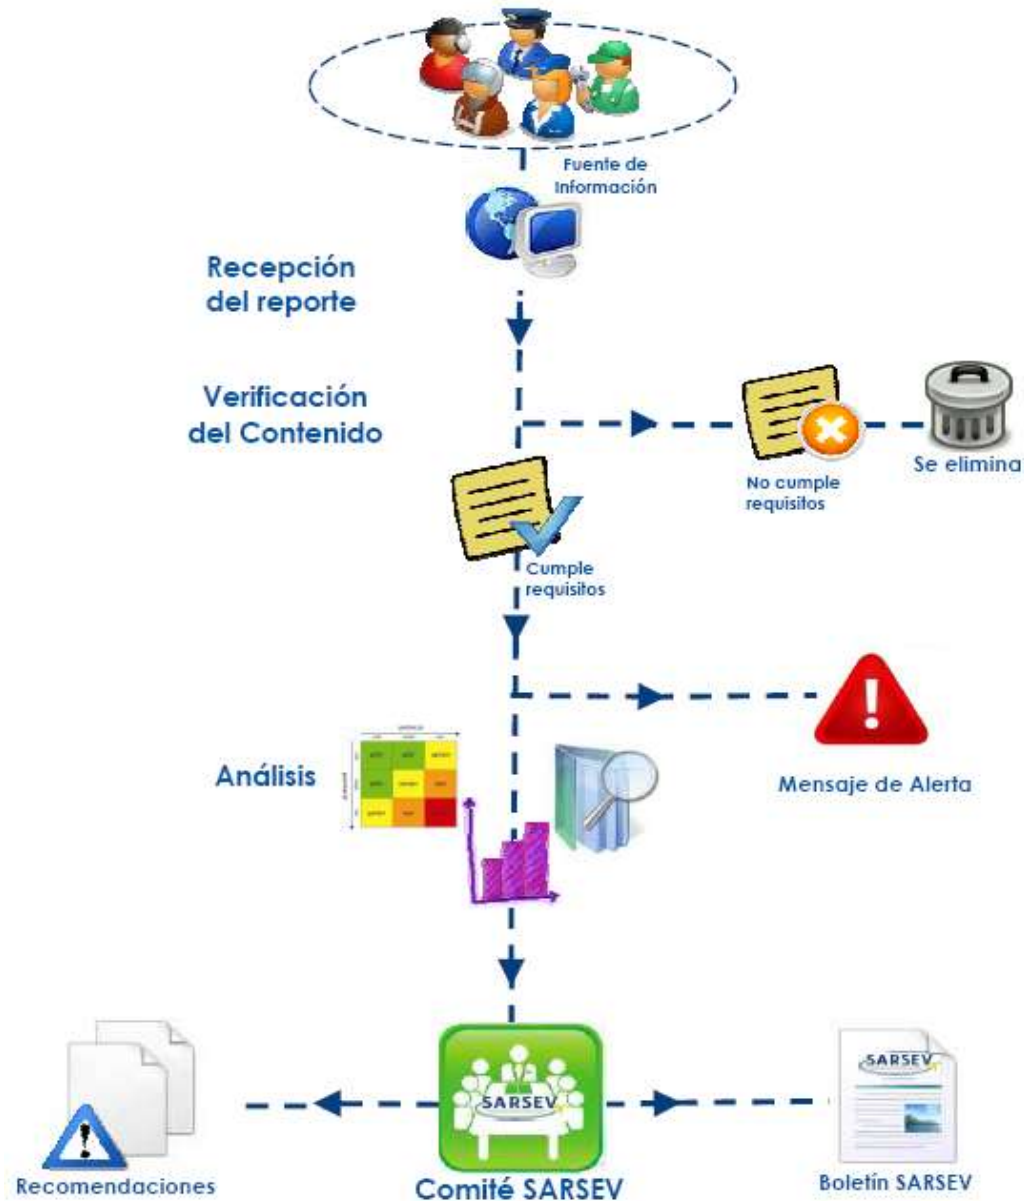 Fuente de
Información
Recepción
del reporte
Verificación
del Contenido
No cumple
requisitos
Se elimina
Cumple
requisitos
Mensaje de Alerta
Análisis
SARSEV
SARSEV
Recomendaciones
Comité SARSEV
Boletín SARSEV